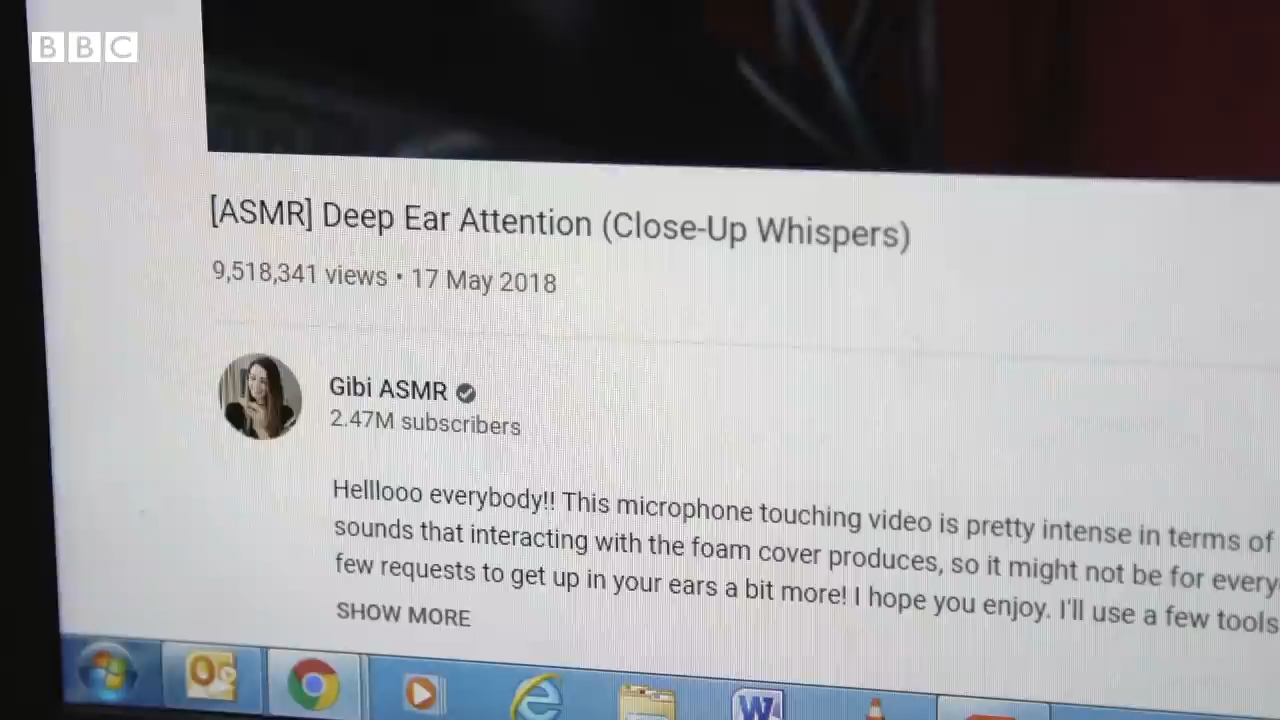 BBC
[ASMR] Deep Ear Attention (Close-Up Whispers)
9,518,341 views • 17 May 2018
Gibi ASMR
2.47M subscribers
Helllooo everybody!! This microphone touching video is pretty intense in terms of
sounds that interacting with the foam cover produces, so it might not be for every
few requests to get up in your ears a bit more! I hope you enjoy. I'll use a few tools
SHOW MORE